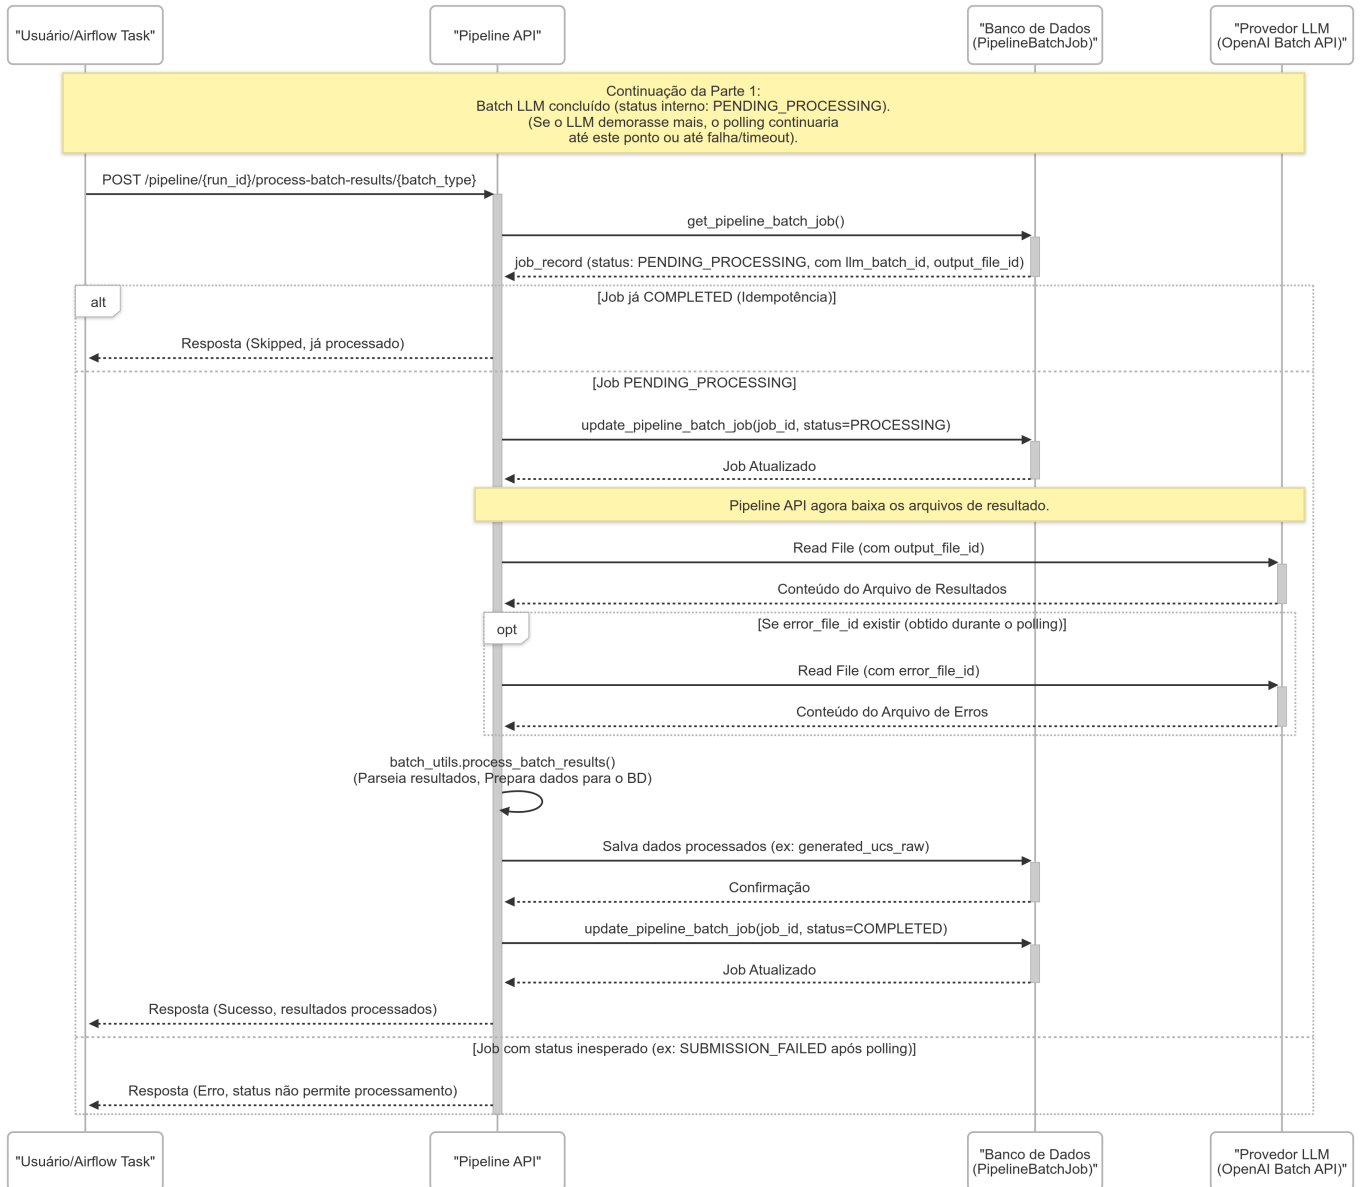 "Usuário/Airflow Task"
"Pipeline API"
"Banco de Dados
(PipelineBatchJob)"
"Provedor LLM
(OpenAI Batch API)"
Continuação da Parte 1:
Batch LLM concluído (status interno: PENDING_PROCESSING).
(Se o LLM demorasse mais, o polling continuaria
até este ponto ou até falha/timeout).
POST /pipeline/{run_id}/process-batch-results/{batch_type}
get_pipeline_batch_job()
job_record (status: PENDING_PROCESSING, com llm_batch_id, output_file_id)
alt
[Job já COMPLETED (Idempotência)]
Resposta (Skipped, já processado)
[Job PENDING_PROCESSING]
update_pipeline_batch_job(job_id, status=PROCESSING)
Job Atualizado
Pipeline API agora baixa os arquivos de resultado.
Read File (com output_file_id)
Conteúdo do Arquivo de Resultados
opt
[Se error_file_id existir (obtido durante o polling)]
Read File (com error_file_id)
Conteúdo do Arquivo de Erros
batch_utils.process_batch_results()
(Parseia resultados, Prepara dados para o BD)
Salva dados processados (ex: generated_ucs_raw)
Confirmação
update_pipeline_batch_job(job_id, status=COMPLETED)
Job Atualizado
Resposta (Sucesso, resultados processados)
[Job com status inesperado (ex: SUBMISSION_FAILED após polling)]
Resposta (Erro, status não permite processamento)
"Usuário/Airflow Task"
"Pipeline API"
"Banco de Dados
(PipelineBatchJob)"
"Provedor LLM
(OpenAI Batch API)"